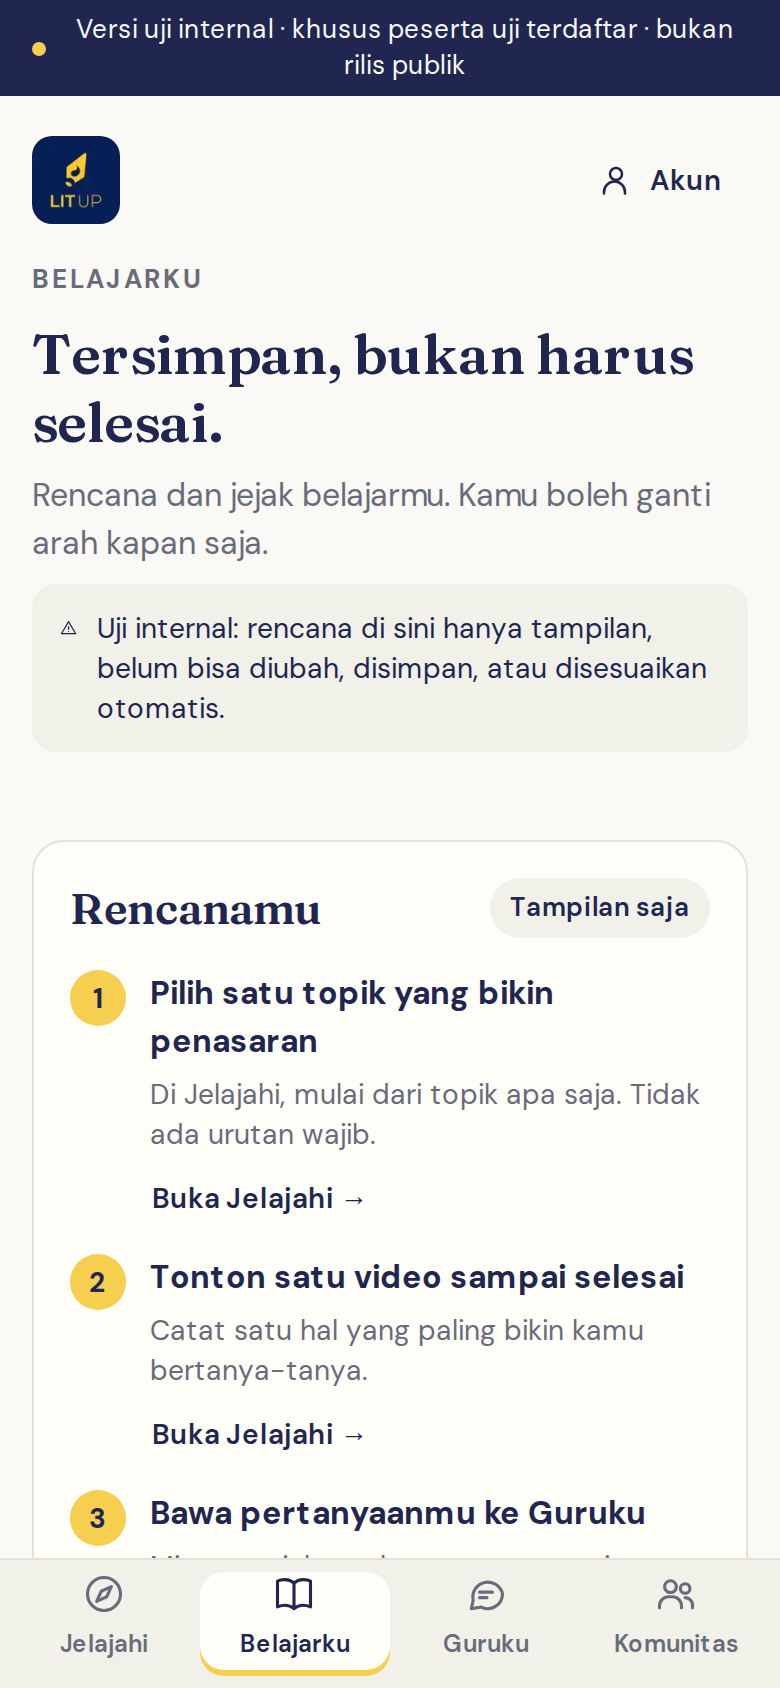 Versi uji internal · khusus peserta uji terdaftar · bukan
rilis publik
LITUP
Akun
BELAJARKU
Tersimpan, bukan harus
selesai.
Rencana dan jejak belajarmu. Kamu boleh ganti
arah kapan saja.
Uji internal: rencana di sini hanya tampilan,
belum bisa diubah, disimpan, atau disesuaikan
otomatis.
Rencanamu
Tampilan saja
1
Pilih satu topik yang bikin
penasaran
Di Jelajahi, mulai dari topik apa saja. Tidak
ada urutan wajib.
Buka Jelajahi →
2
Tonton satu video sampai selesai
Catat satu hal yang paling bikin kamu
bertanya-tanya.
Buka Jelajahi →
3
Bawa pertanyaanmu ke Guruku
Jelajahi
Belajarku
Guruku
Komunitas